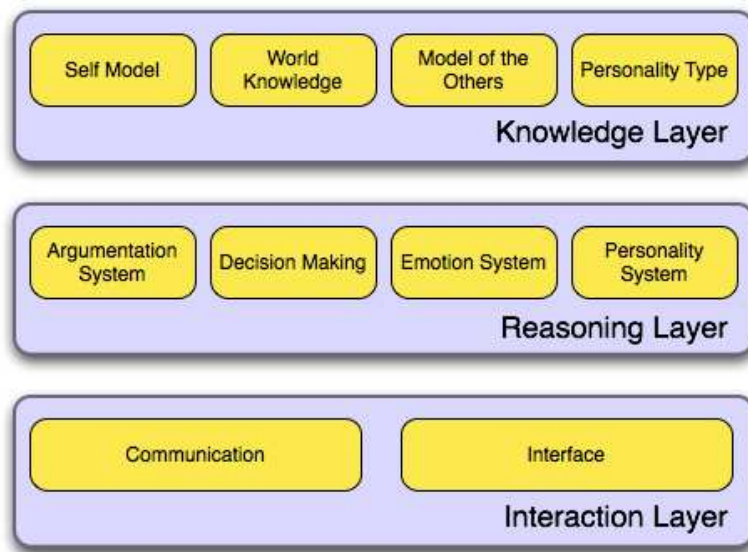 Self Model
World
Knowledge
Model of the
Others
Personality Type
Knowledge Layer
Argumentation
System
Decision Making
Emotion System
Personality
System
Reasoning Layer
Communication
Interface
Interaction Layer